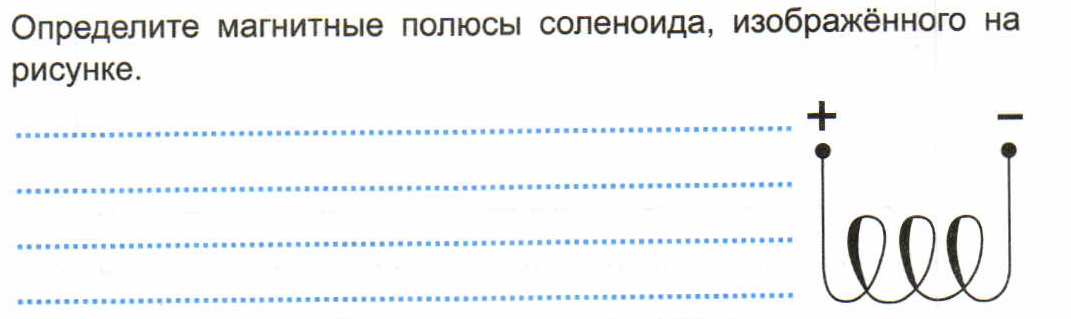 Определите магнитные полюсы соленоида, изображённого на
рисунке.
+ −